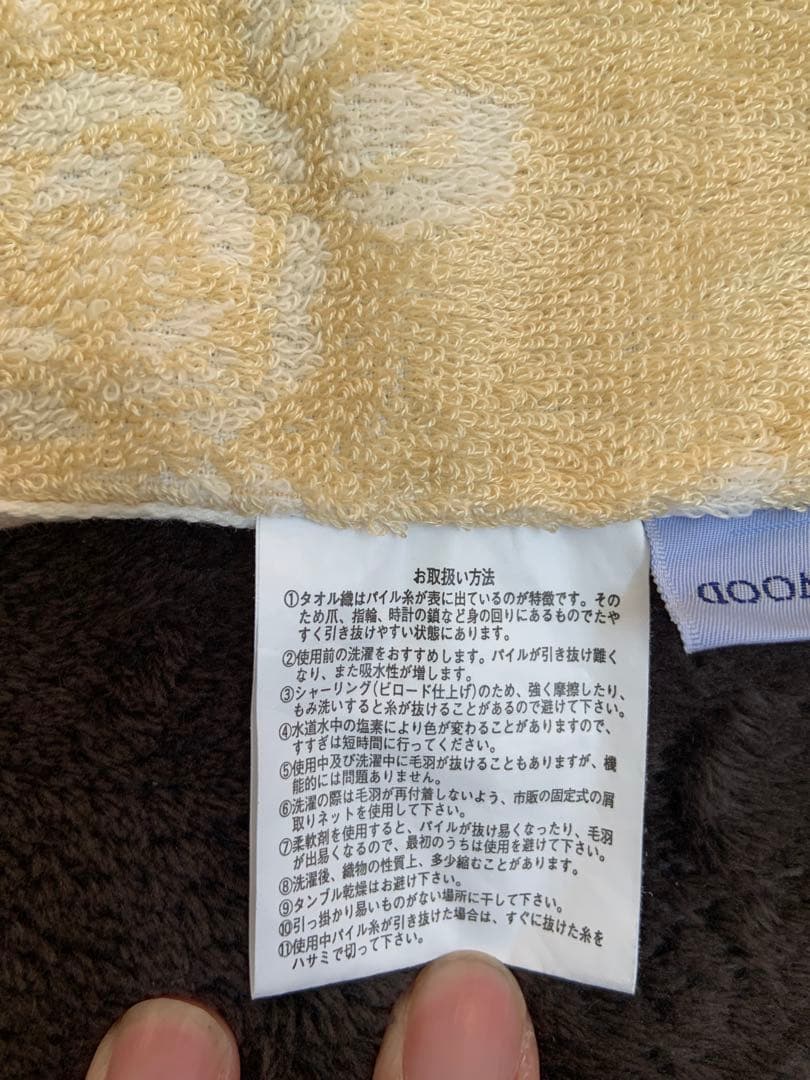 お取扱い方法
①タオル織はパイル糸が表に出ているのが特徴です。その
ため爪、指輪、時計の鎖など身の回りにあるものでたや
すく引き抜けやすい状態にあります。
②使用前の洗濯をおすすめします。パイルが引き抜け難く
なり、また吸水性が増します。
③シャーリング(ビロード仕上げ)のため、強く摩擦したり、
もみ洗いすると糸が抜けることがあるので避けて下さい。
④水道水中の塩素により色が変わることがありますので、
すすぎは短時間に行ってください。
⑤使用中及び洗濯中に毛羽が抜けることもありますが、機
能的には問題ありません。
⑥洗濯の際は毛羽が再付着しないよう、市販の固定式の屑
取りネットを使用して下さい。
⑦柔軟剤を使用すると、パイルが抜け易くなったり、毛羽
が出易くなるので、最初のうちは使用を避けて下さい。
⑧洗濯後、織物の性質上、多少縮むことがあります。
⑨タンブル乾燥はお避け下さい。
⑩引っ掛かり易いものがない場所に干して下さい。
⑪使用中パイル糸が引き抜けた場合は、すぐに抜けた糸を
ハサミで切って下さい。